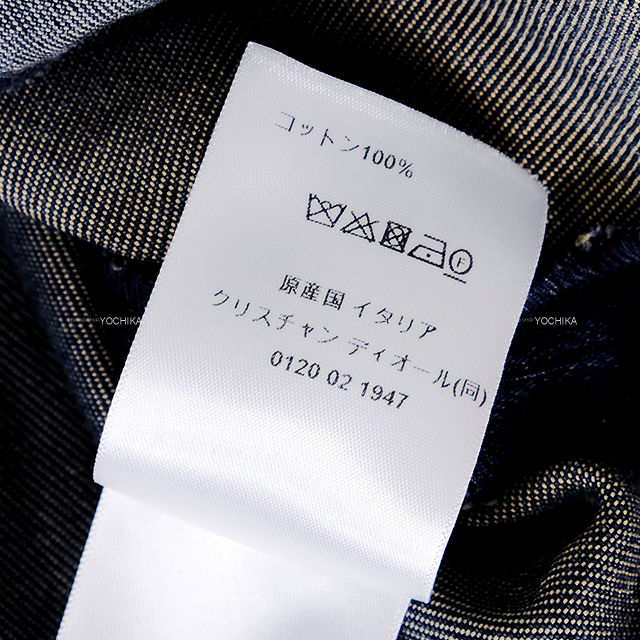 コットン100%
F
原産国 イタリア
クリスチャン ディオール(同)
0120 02 1947
YOCHIKA
YOCHIKA